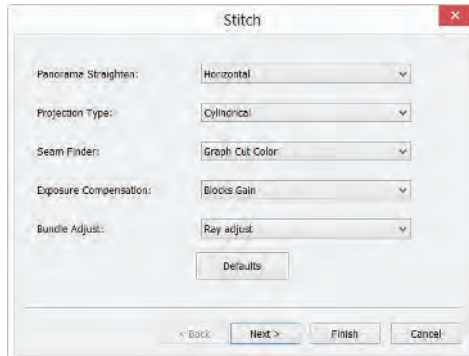 Stitch
Panorama Straighten: Horizontal
Projection Type: Cylindrical
Seam Finder: Graph Cut Color
Exposure Compensation: Blocks Gain
Bundle Adjust: Ray adjust
Defaults
< Back Next > Finish Cancel